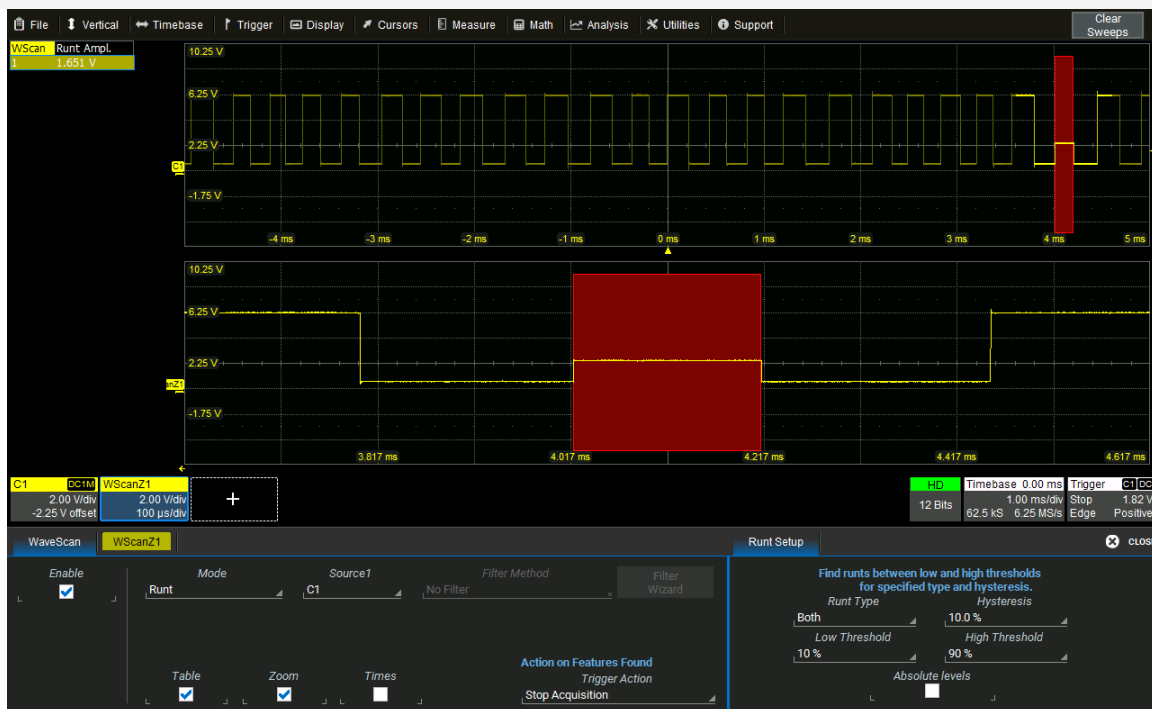 File Vertical Timebase Trigger Display Cursors Measure Math Analysis Utilities Support Clear Sweeps
WScan Runt Ampl.
1 1.651 V
10.25 V
6.25 V
2.25 V
C1
-1.75 V
-4 ms -3 ms -2 ms -1 ms 0 ms 1 ms 2 ms 3 ms 4 ms 5 ms
10.25 V
6.25 V
2.25 V
anZ1
-1.75 V
3.817 ms 4.017 ms 4.217 ms 4.417 ms 4.617 ms
C1 DC1M WScanZ1 HD Timebase 0.00 ms Trigger C1 DC
2.00 V/div 2.00 V/div + 12 Bits 1.00 ms/div Stop 1.82 V
-2.25 V offset 100 µs/div 62.5 kS 6.25 MS/s Edge Positive
WaveScan WScanZ1 Runt Setup CLOS
Enable Mode Source1 Filter Method Filter Wizard
Runt C1 No Filter
Find runts between low and high thresholds
for specified type and hysteresis.
Runt Type Hysteresis
Both 10.0 %
Low Threshold High Threshold
10 % 90 %
Absolute levels
Action on Features Found
Table Zoom Times Trigger Action
Stop Acquisition